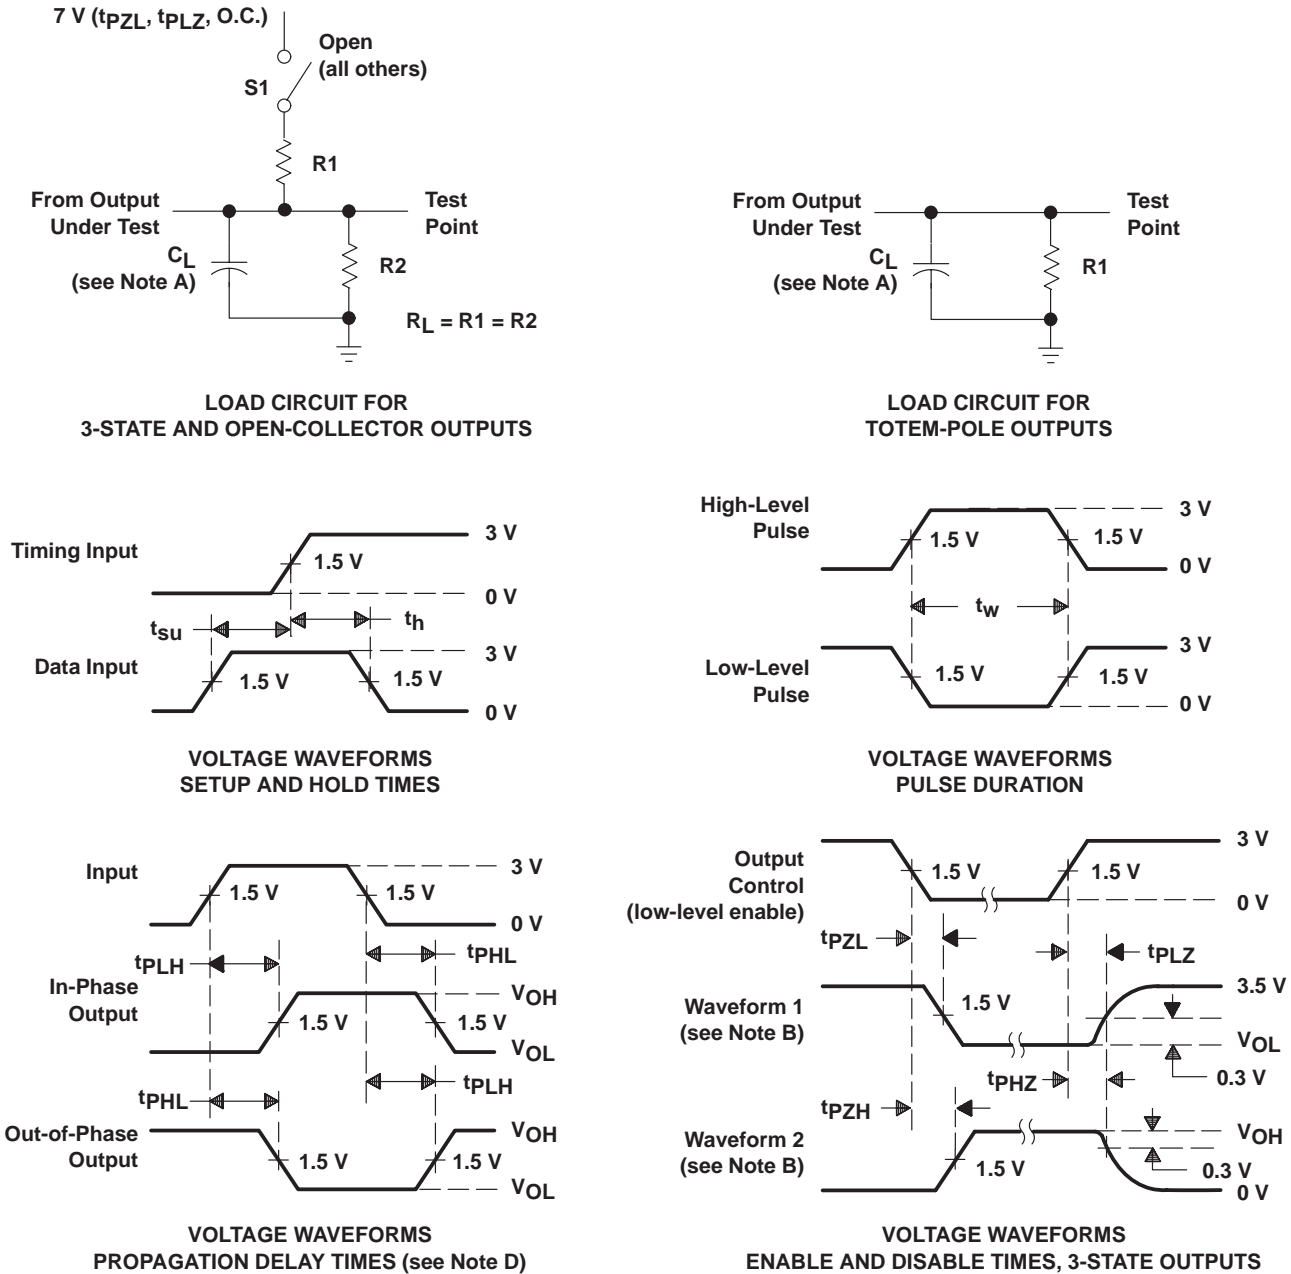 7 V (tPZL, tPLZ, O.C.)
Open
(all others)
S1
R1
From Output
Under Test
Test
Point
CL
(see Note A)
R2
RL = R1 = R2
LOAD CIRCUIT FOR
3-STATE AND OPEN-COLLECTOR OUTPUTS
From Output
Under Test
Test
Point
CL
(see Note A)
R1
LOAD CIRCUIT FOR
TOTEM-POLE OUTPUTS
Timing Input
1.5 V
3 V
0 V
tsu
th
Data Input
1.5 V
1.5 V
3 V
0 V
VOLTAGE WAVEFORMS
SETUP AND HOLD TIMES
High-Level
Pulse
1.5 V
1.5 V
3 V
0 V
tw
Low-Level
Pulse
1.5 V
1.5 V
3 V
0 V
VOLTAGE WAVEFORMS
PULSE DURATION
Input
1.5 V
1.5 V
3 V
0 V
tPLH
tPHL
In-Phase
Output
1.5 V
1.5 V
VOH
VOL
tPHL
tPLH
Out-of-Phase
Output
1.5 V
1.5 V
VOH
VOL
VOLTAGE WAVEFORMS
PROPAGATION DELAY TIMES (see Note D)
Output
Control
(low-level enable)
1.5 V
1.5 V
3 V
0 V
tPZL
tPLZ
Waveform 1
(see Note B)
1.5 V
3.5 V
VOL
0.3 V
tPHZ
tPZH
Waveform 2
(see Note B)
1.5 V
VOH
0.3 V
0 V
VOLTAGE WAVEFORMS
ENABLE AND DISABLE TIMES, 3-STATE OUTPUTS